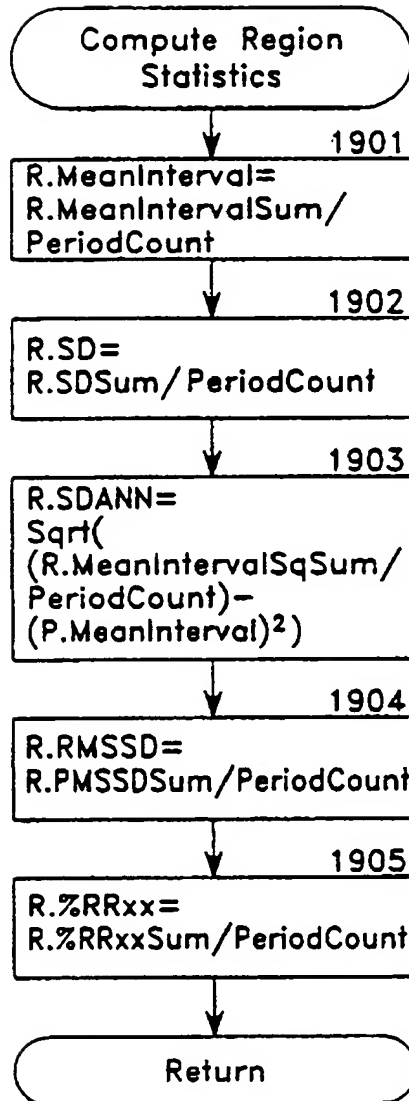 Compute Region
Statistics
1901
R.MeanInterval=
R.MeanIntervalSum/
PeriodCount
1902
R.SD=
R.SDSum/PeriodCount
1903
R.SDANN=
Sqrt(
(R.MeanIntervalSqSum/
PeriodCount)-
(P.MeanInterval)²)
1904
R.RMSSD=
R.PMSSDSum/PeriodCount
1905
R.%RRxx=
R.%RRxxSum/PeriodCount
Return